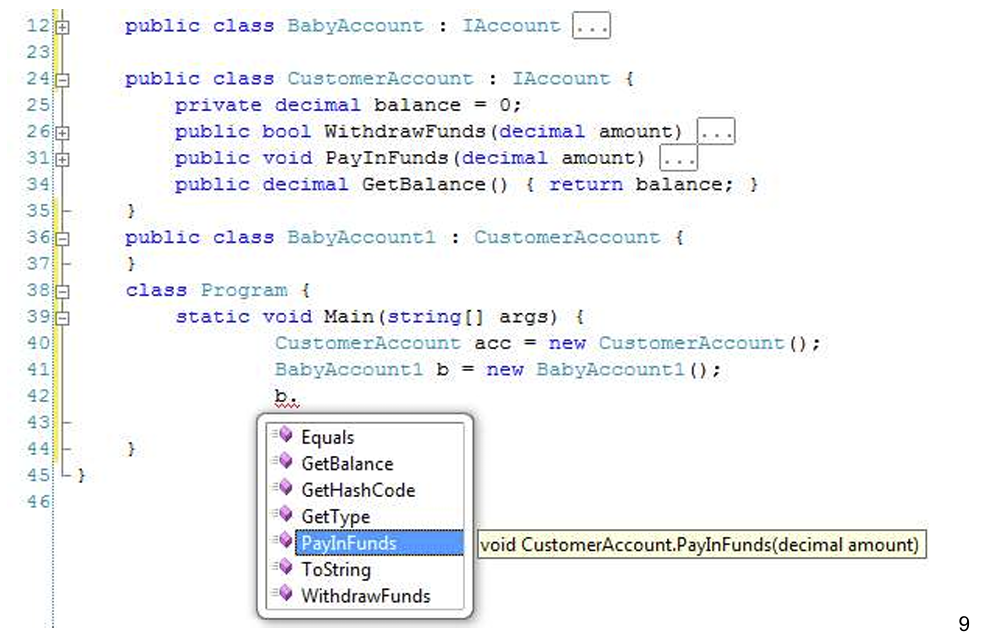 12 public class BabyAccount : IAccount ...
23
24 public class CustomerAccount : IAccount {
25 private decimal balance = 0;
26 public bool WithdrawFunds(decimal amount) ...
31 public void PayInFunds(decimal amount) ...
34 public decimal GetBalance() { return balance; }
35 }
36 public class BabyAccount1 : CustomerAccount {
37 }
38 class Program {
39 static void Main(string[] args) {
40 CustomerAccount acc = new CustomerAccount();
41 BabyAccount1 b = new BabyAccount1();
42 b.
43
44 }
45 }
46
Equals
GetBalance
GetHashCode
GetType
PayInFunds void CustomerAccount.PayInFunds(decimal amount)
ToString
WithdrawFunds
9